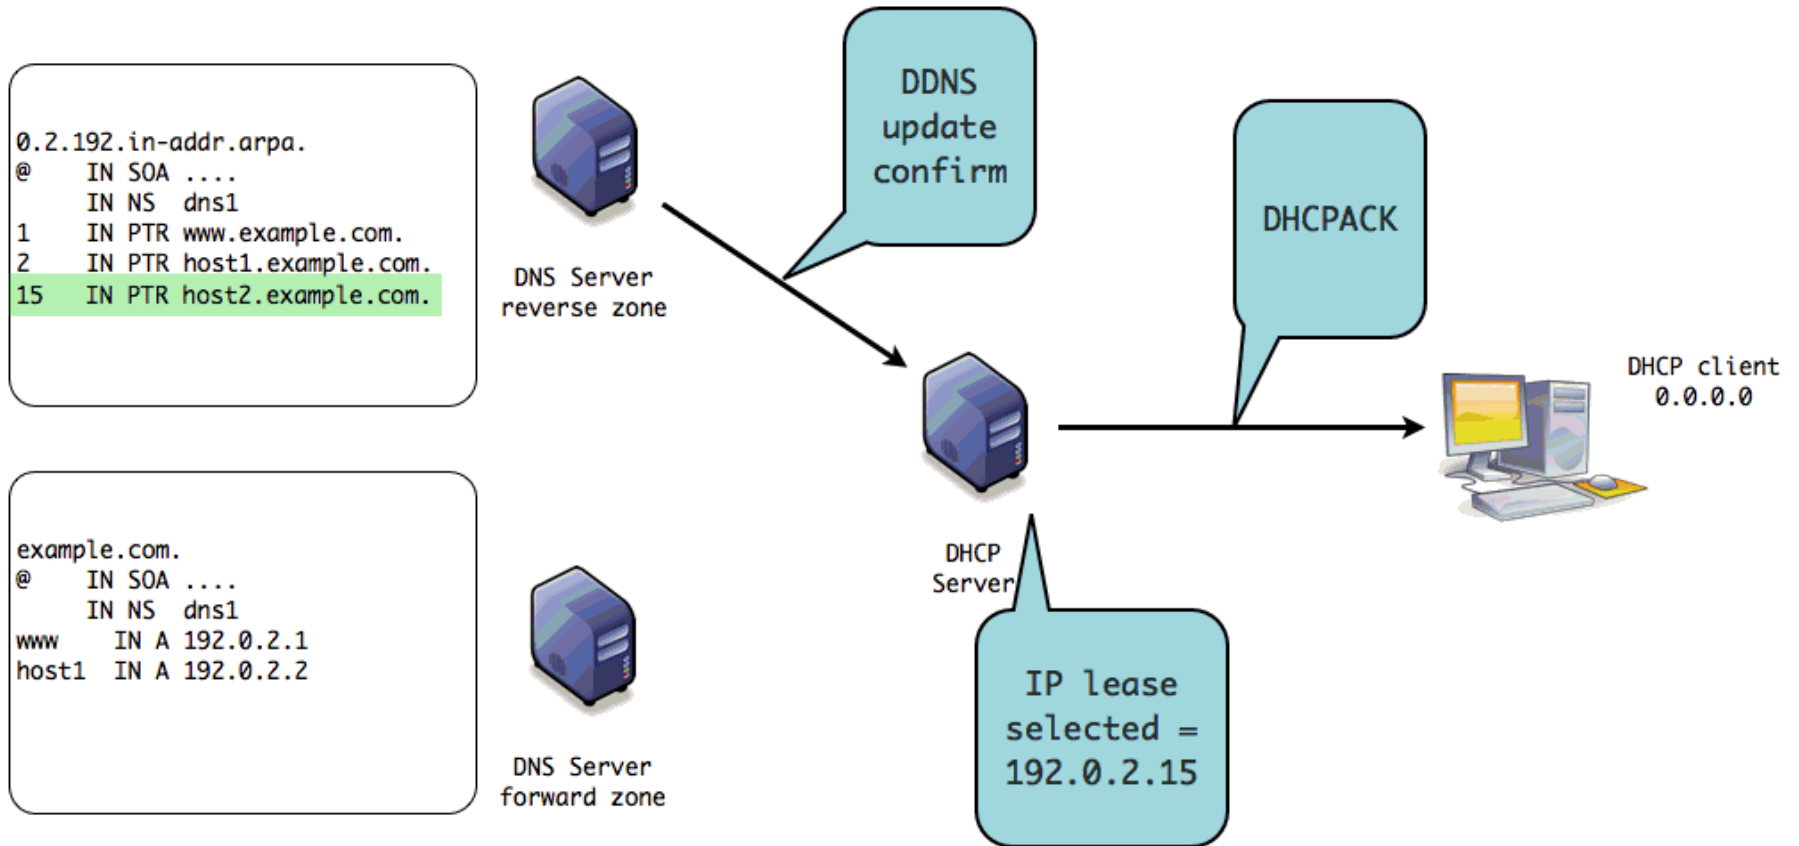 0.2.192.in-addr.arpa.
@ IN SOA ....
IN NS dns1
1 IN PTR www.example.com.
2 IN PTR host1.example.com.
15 IN PTR host2.example.com.
DNS Server
reverse zone
DDNS
update
confirm
DHCPACK
DHCP client
0.0.0.0
example.com.
@ IN SOA ....
IN NS dns1
www IN A 192.0.2.1
host1 IN A 192.0.2.2
DNS Server
forward zone
DHCP
Server
IP lease
selected =
192.0.2.15